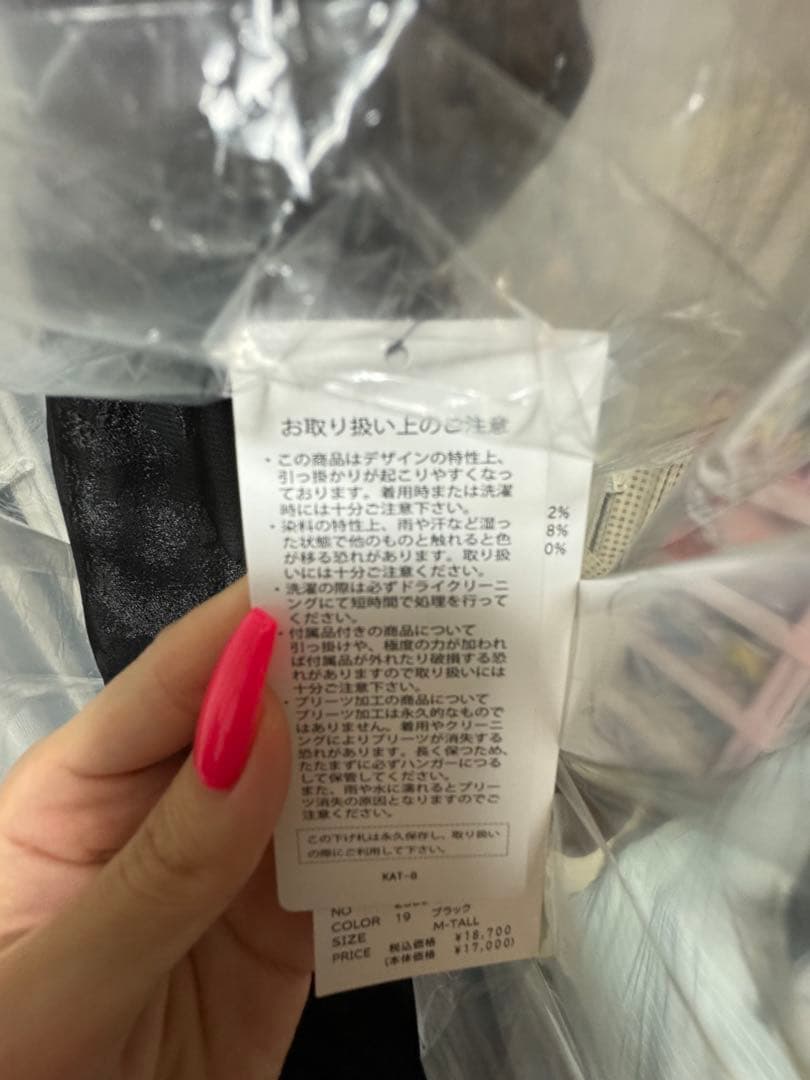 お取り扱い上のご注意
・この商品はデザインの特性上、
引っ掛かりが起こりやすくなっ
ております。着用時または洗濯
時には十分ご注意下さい。
・染料の特性上、雨や汗など湿っ
た状態で他のものと触れると色
が移る恐れがあります。取り扱
いには十分ご注意ください。
・洗濯の際は必ずドライクリーニ
ングにて短時間で処理を行って
ください。
・付属品付きの商品について
引っ掛けや、極度の力が加われ
ば付属品が外れたり破損する恐
れがありますので取り扱いには
十分ご注意下さい。
・プリーツ加工の商品について
プリーツ加工は永久的なもので
はありません。着用やクリーニ
ングによりプリーツが消失する
恐れがあります。長く保つため、
たたまずに必ずハンガーにつる
して保管してください。
また、雨や水に濡れるとプリー
ツ消失の原因となりますのでご
注意ください。
この下げ札は永久保存し、取り扱い
の際にご利用して下さい。
KAT-8
2%
8%
0%
NO
COLOR 19 ブラック
SIZE M-TALL
PRICE 税込価格 ¥18,700
(本体価格 ¥17,000)